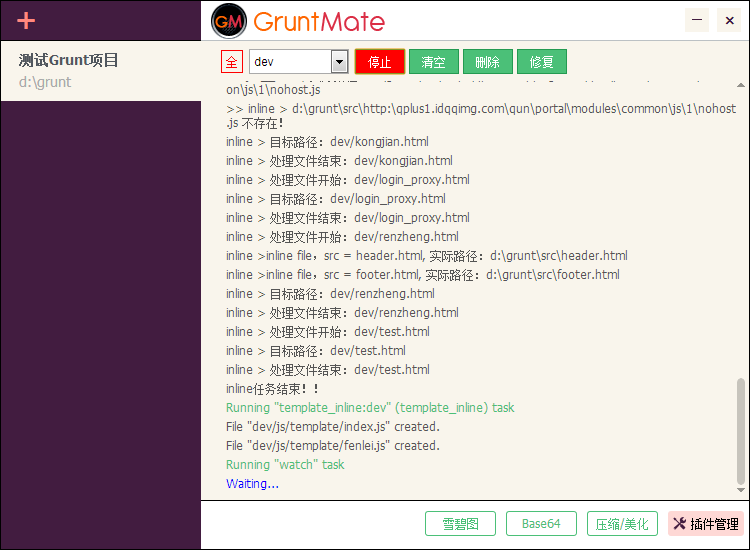 +
GM GruntMate
测试Grunt项目
d:\grunt
全 dev 停止 清空 删除 修复
on\js\1\nohost.js
>> inline > d:\grunt\src\http:\qplus1.idqqimg.com\qun\portal\modules\common\js\1\nohost
.js 不存在！
inline > 目标路径：dev/kongjian.html
inline > 处理文件结束：dev/kongjian.html
inline > 处理文件开始：dev/login_proxy.html
inline > 目标路径：dev/login_proxy.html
inline > 处理文件结束：dev/login_proxy.html
inline > 处理文件开始：dev/renzheng.html
inline >inline file，src = header.html, 实际路径：d:\grunt\src\header.html
inline >inline file，src = footer.html, 实际路径：d:\grunt\src\footer.html
inline > 目标路径：dev/renzheng.html
inline > 处理文件结束：dev/renzheng.html
inline > 处理文件开始：dev/test.html
inline > 目标路径：dev/test.html
inline > 处理文件结束：dev/test.html
inline任务结束！！
Running "template_inline:dev" (template_inline) task
File "dev/js/template/index.js" created.
File "dev/js/template/fenlei.js" created.
Running "watch" task
Waiting...
雪碧图 Base64 压缩/美化 插件管理